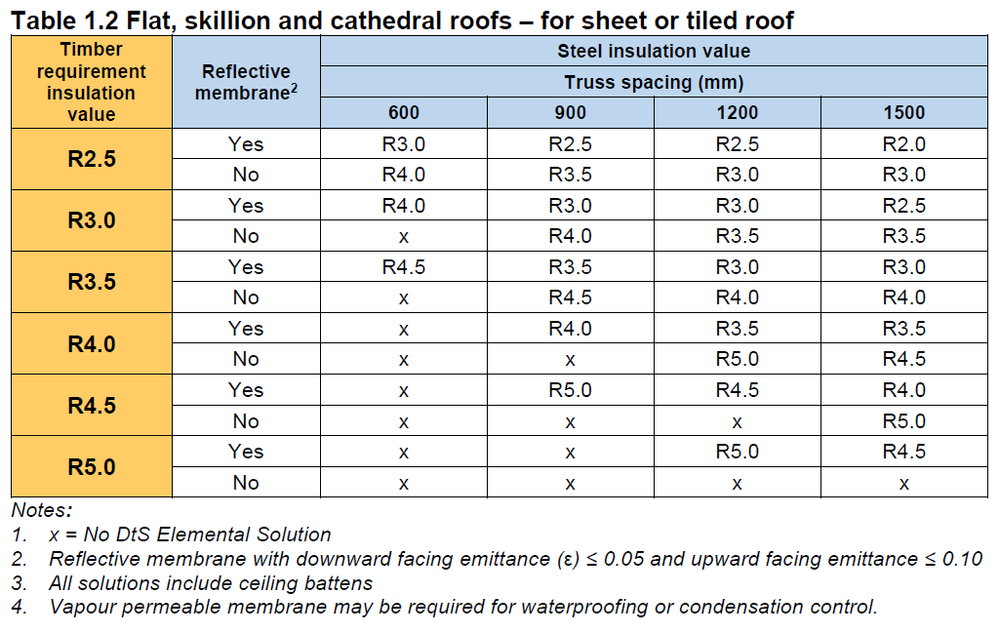 Table 1.2 Flat, skillion and cathedral roofs – for sheet or tiled roof
Timber requirement insulation value | Reflective membrane2 | Steel insulation value
Truss spacing (mm)
600 | 900 | 1200 | 1500
R2.5 | Yes | R3.0 | R2.5 | R2.5 | R2.0
No | R4.0 | R3.5 | R3.0 | R3.0
R3.0 | Yes | R4.0 | R3.0 | R3.0 | R2.5
No | x | R4.0 | R3.5 | R3.5
R3.5 | Yes | R4.5 | R3.5 | R3.0 | R3.0
No | x | R4.5 | R4.0 | R4.0
R4.0 | Yes | x | R4.0 | R3.5 | R3.5
No | x | x | R5.0 | R4.5
R4.5 | Yes | x | R5.0 | R4.5 | R4.0
No | x | x | x | R5.0
R5.0 | Yes | x | x | R5.0 | R4.5
No | x | x | x | x
Notes:
1. x = No DtS Elemental Solution
2. Reflective membrane with downward facing emittance (ε) ≤ 0.05 and upward facing emittance ≤ 0.10
3. All solutions include ceiling battens
4. Vapour permeable membrane may be required for waterproofing or condensation control.